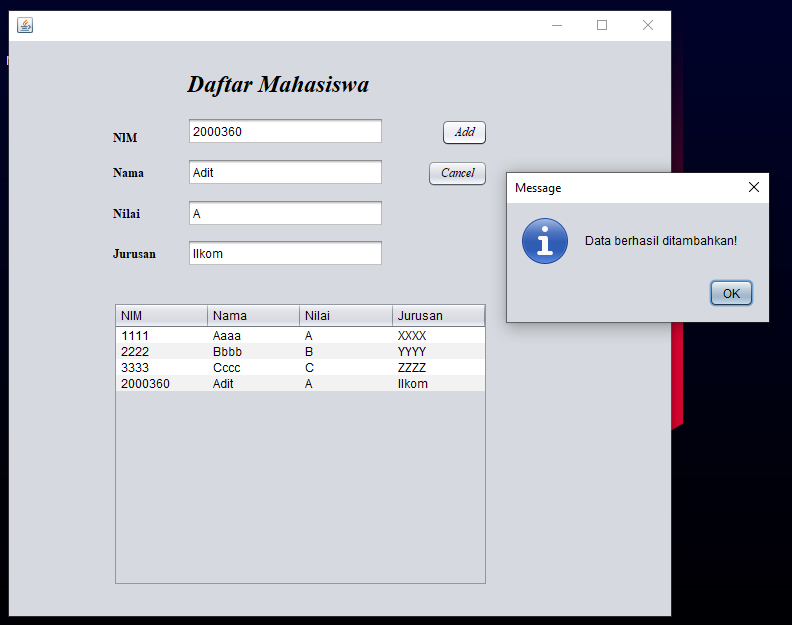 Daftar Mahasiswa
NIM 2000360 Add
Nama Adit Cancel
Nilai A
Jurusan Ilkom
Message
Data berhasil ditambahkan!
OK
NIM Nama Nilai Jurusan
1111 Aaaa A XXXX
2222 Bbbb B YYYY
3333 Cccc C ZZZZ
2000360 Adit A Ilkom